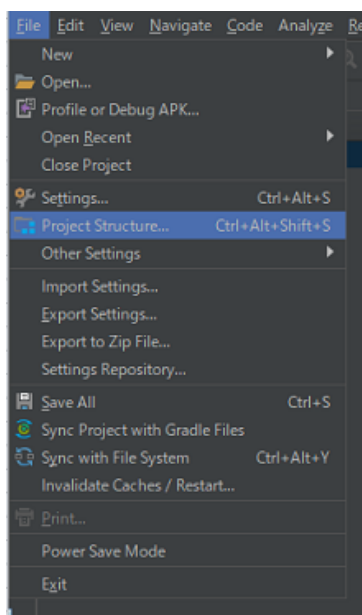 File Edit View Navigate Code Analyze Re
New
Open...
Profile or Debug APK...
Open Recent
Close Project
Settings... Ctrl+Alt+S
Project Structure... Ctrl+Alt+Shift+S
Other Settings
Import Settings...
Export Settings...
Export to Zip File...
Settings Repository...
Save All Ctrl+S
Sync Project with Gradle Files
Sync with File System Ctrl+Alt+Y
Invalidate Caches / Restart...
Print...
Power Save Mode
Exit